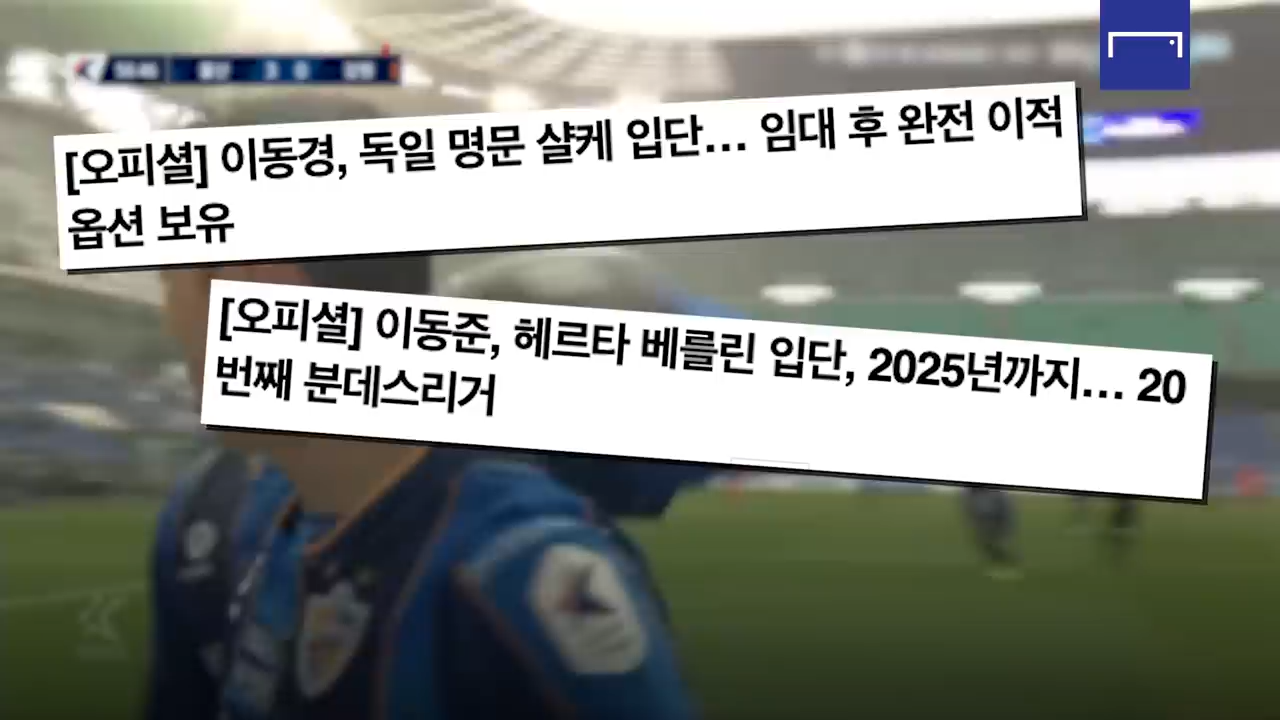 [오피셜] 이동경, 독일 명문 샬케 입단... 임대 후 완전 이적
옵션 보유
[오피셜] 이동준, 헤르타 베를린 입단, 2025년까지... 20
번째 분데스리거